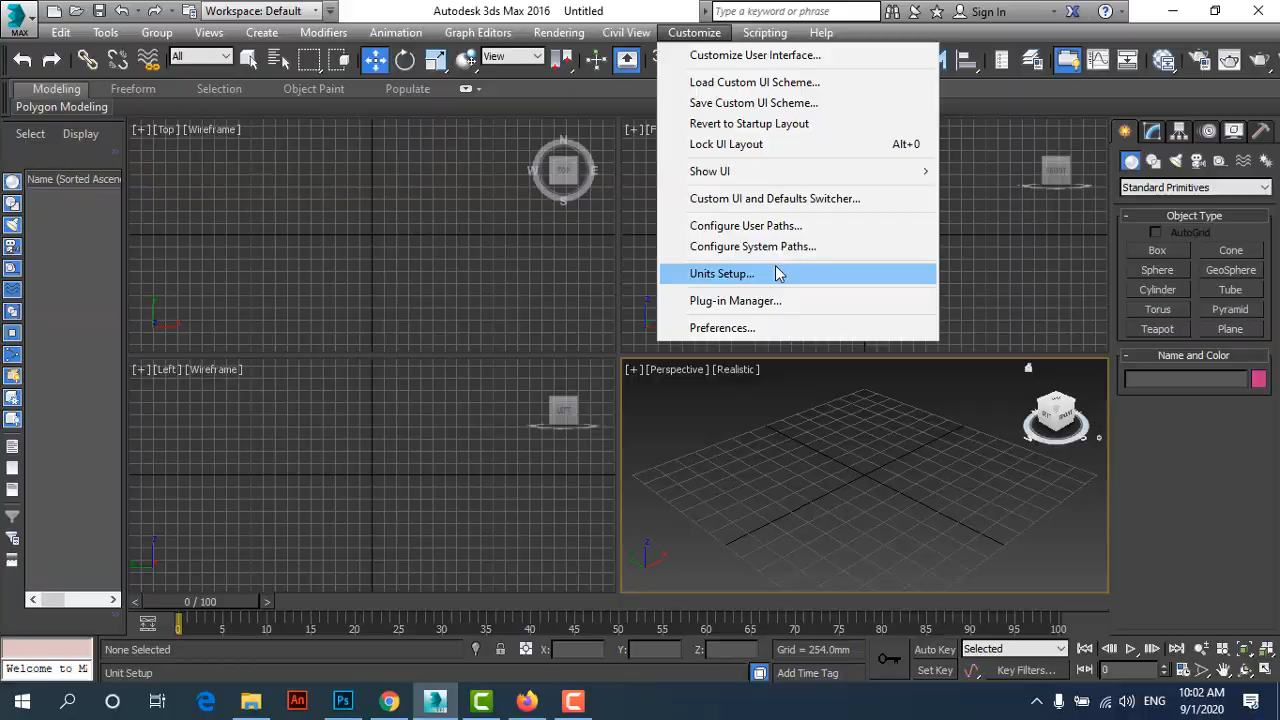 MAX
Workspace: Default
Autodesk 3ds Max 2016 Untitled
Type a keyword or phrase
Sign In
Edit Tools Group Views Create Modifiers Animation Graph Editors Rendering Civil View Customize Scripting Help
All
View
Modeling Freeform Selection Object Paint Populate
Polygon Modeling
Select Display
ame (Sorted Ascen
[+] [Top] [Wireframe]
N
W TOP E
S
[+] [F
FRONT
[+] [Left] [Wireframe]
LEFT
[+] [Perspective] [Realistic]
Customize User Interface...
Load Custom UI Scheme...
Save Custom UI Scheme...
Revert to Startup Layout
Lock UI Layout Alt+0
Show UI
Custom UI and Defaults Switcher...
Configure User Paths...
Configure System Paths...
Units Setup...
Plug-in Manager...
Preferences...
Standard Primitives
Object Type
AutoGrid
Box Cone
Sphere GeoSphere
Cylinder Tube
Torus Pyramid
Teapot Plane
Name and Color
< 0 / 100 >
0 5 10 15 20 25 30 35 40 45 50 55 60 65 70 75 80 85 90 95 100
None Selected X: Y: Z: Grid = 254.0mm Auto Key Selected
Welcome to M Unit Setup Add Time Tag Set Key Key Filters... 0
An Ps
ENG
10:02 AM
9/1/2020